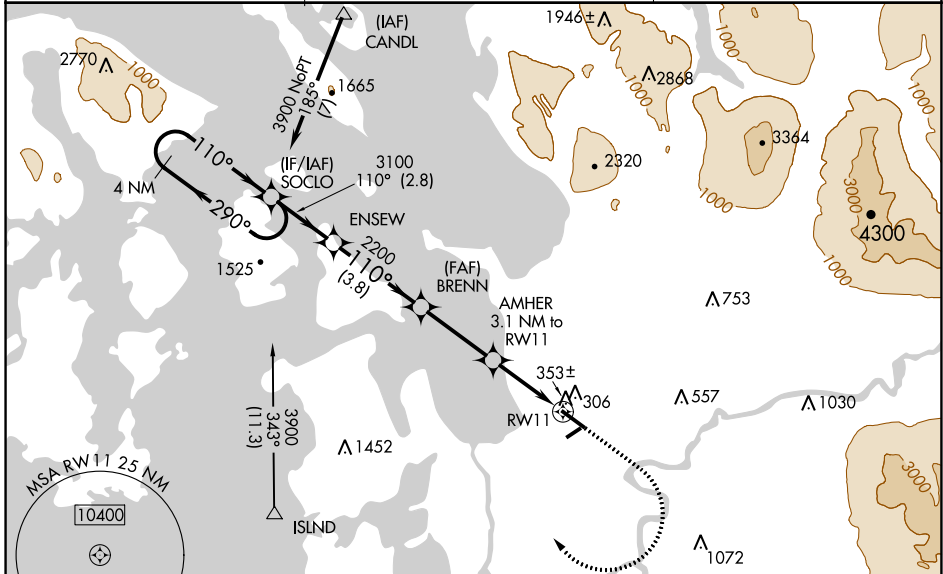 (IAF)
CANDL
1946±
1000
1000
2770
1000
2868
1000
3900 NoPT
185°
(7)
1665
3364
1000
2320
3000
4300
1000
110°
(IF/IAF)
SOCLO
3100
110° (2.8)
4 NM
290°
ENSEW
2200
110°
(3.8)
1525
(FAF)
BRENN
AMHER
3.1 NM to
RW11
753
353±
306
RW11
557
1030
3900
343°
(11.3)
1452
MSA RW11 25 NM
10400
ISLND
3000
1072
1000